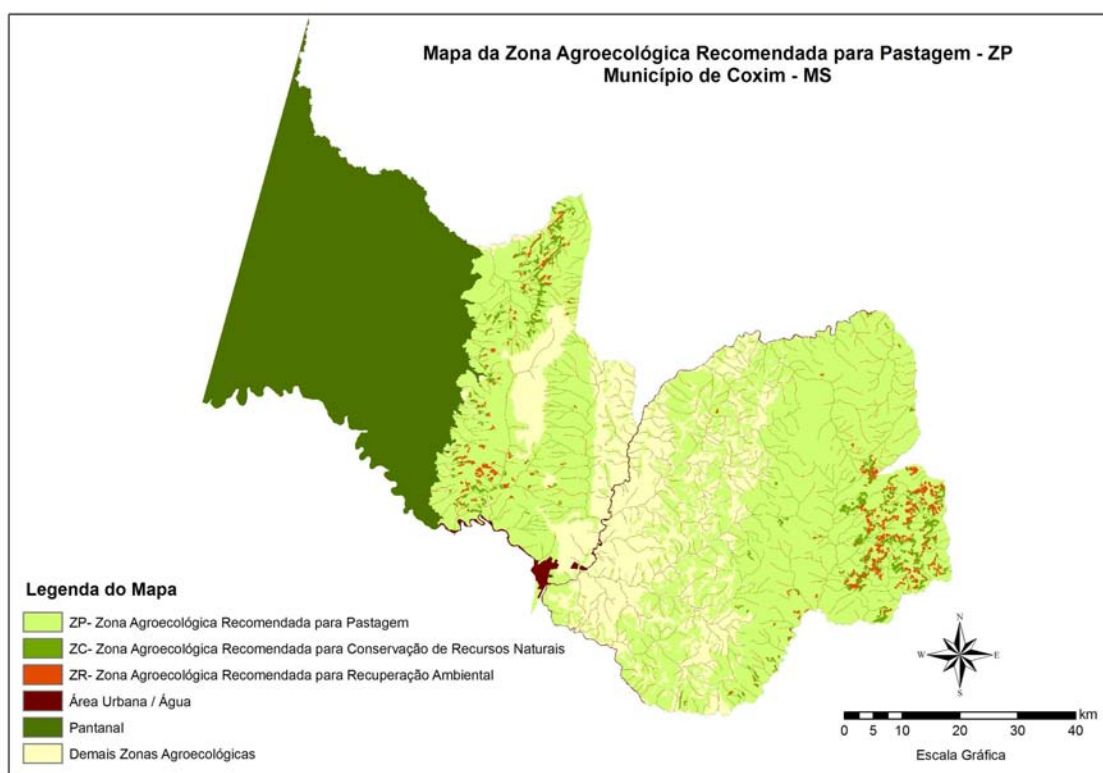 Mapa da Zona Agroecológica Recomendada para Pastagem - ZP
Município de Coxim - MS
Legenda do Mapa
ZP- Zona Agroecológica Recomendada para Pastagem
ZC- Zona Agroecológica Recomendada para Conservação de Recursos Naturais
ZR- Zona Agroecológica Recomendada para Recuperação Ambiental
Área Urbana / Água
Pantanal
Demais Zonas Agroecológicas
N
W E
S
km
0 5 10 20 30 40
Escala Gráfica